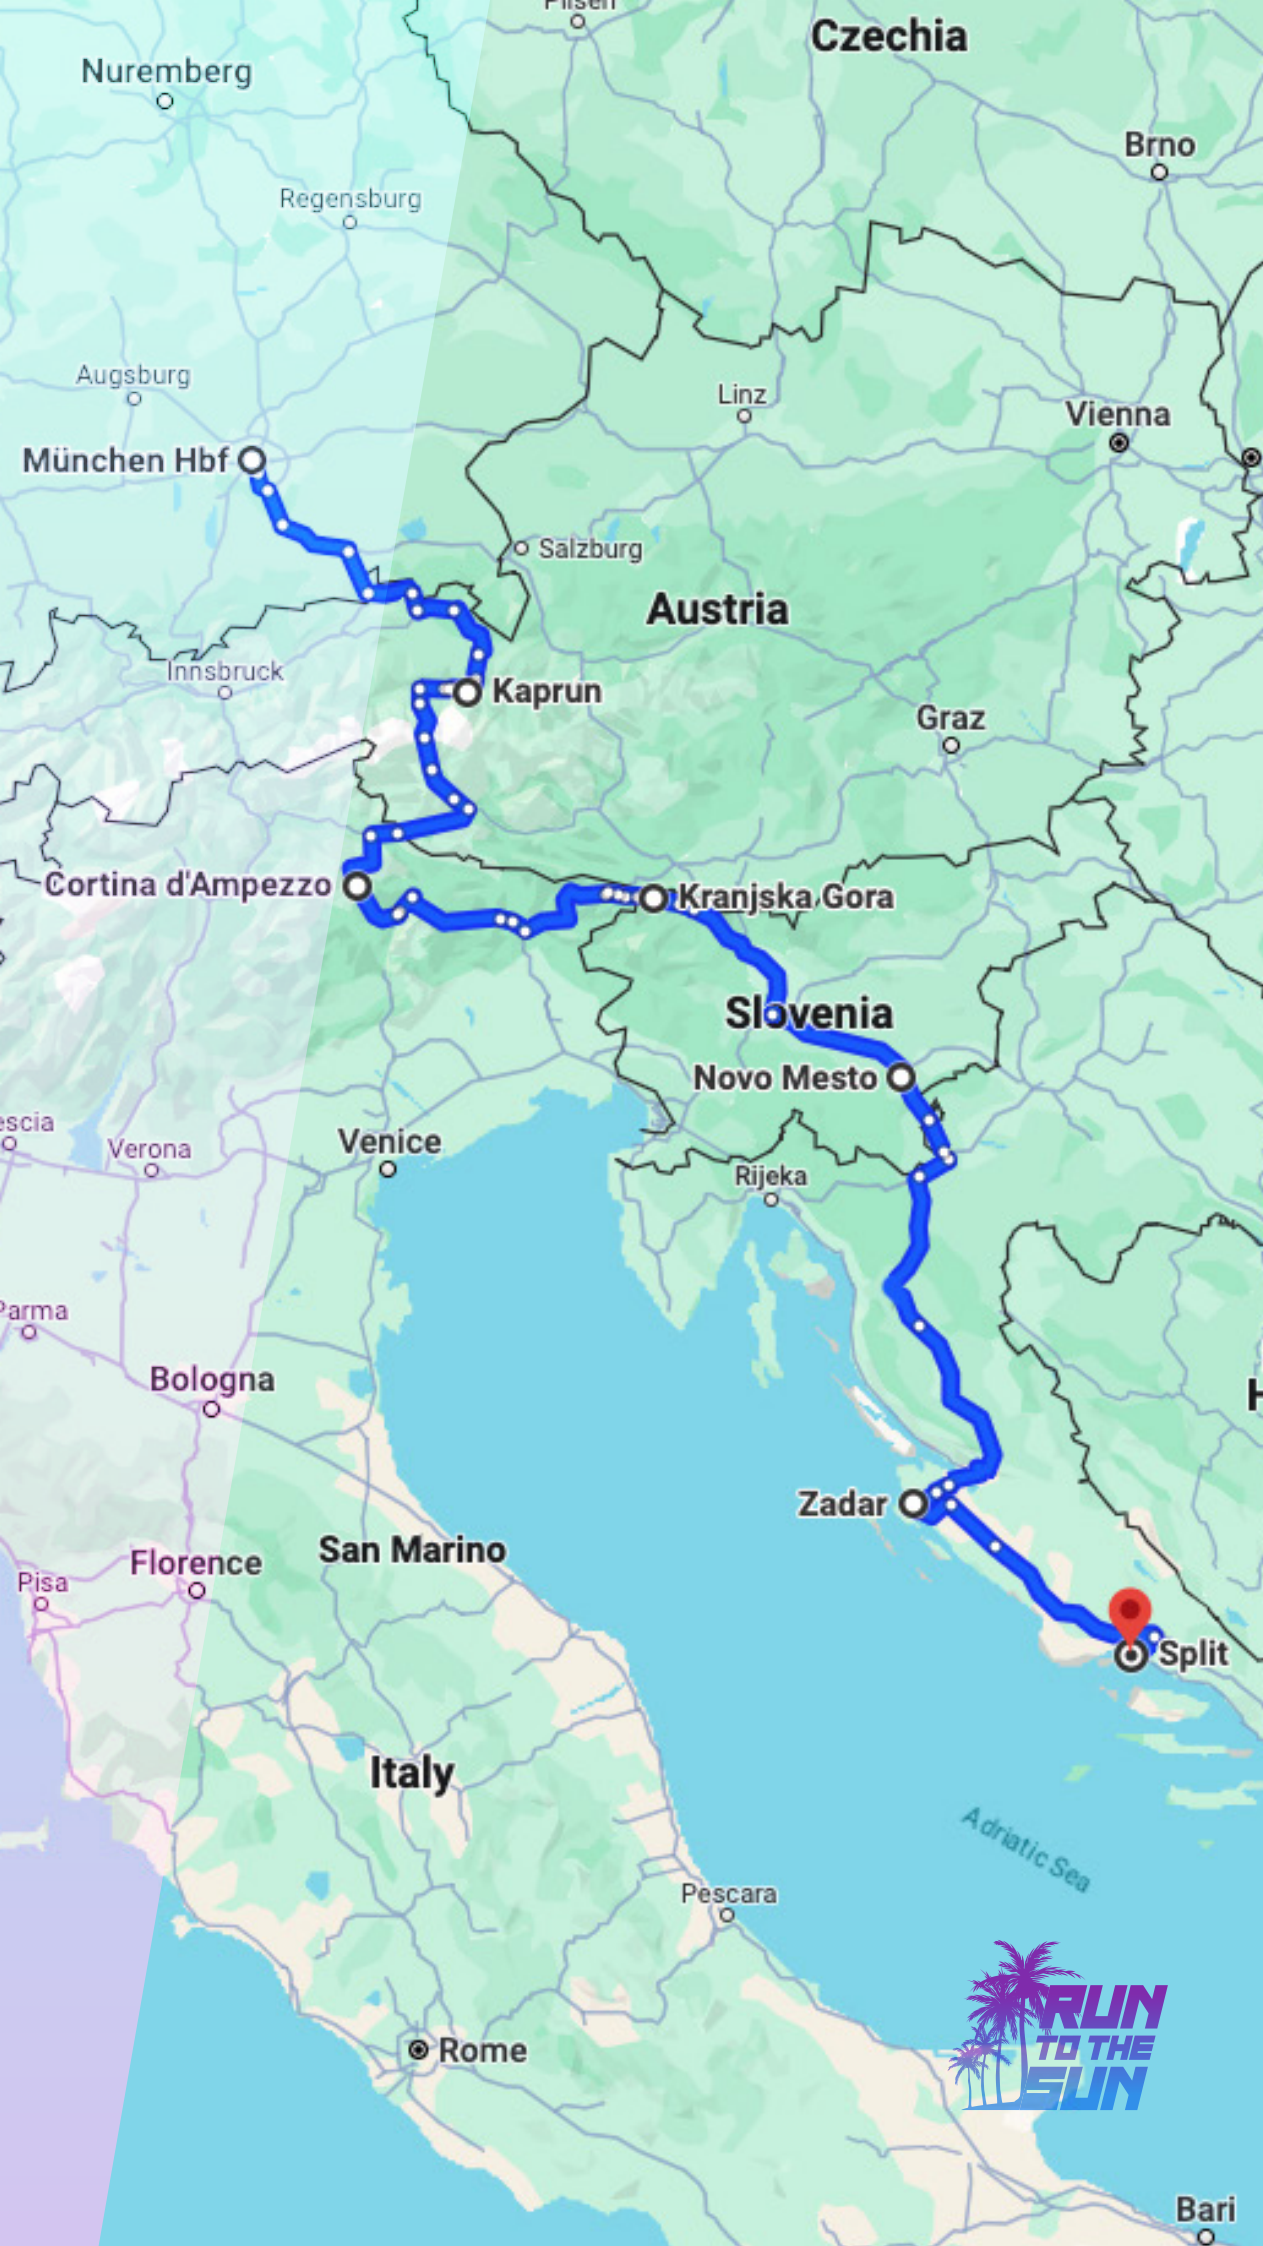 Pilsen
Czechia
Nuremberg
Brno
Regensburg
Augsburg
Linz
Vienna
München Hbf
Salzburg
Austria
Innsbruck
Kaprun
Graz
Cortina d'Ampezzo
Kranjska Gora
Slovenia
Novo Mesto
escia
Venice
Verona
Rijeka
Parma
Bologna
H
Zadar
San Marino
Florence
Pisa
Split
Italy
Adriatic Sea
Pescara
RUN
TO THE
SUN
Rome
Bari